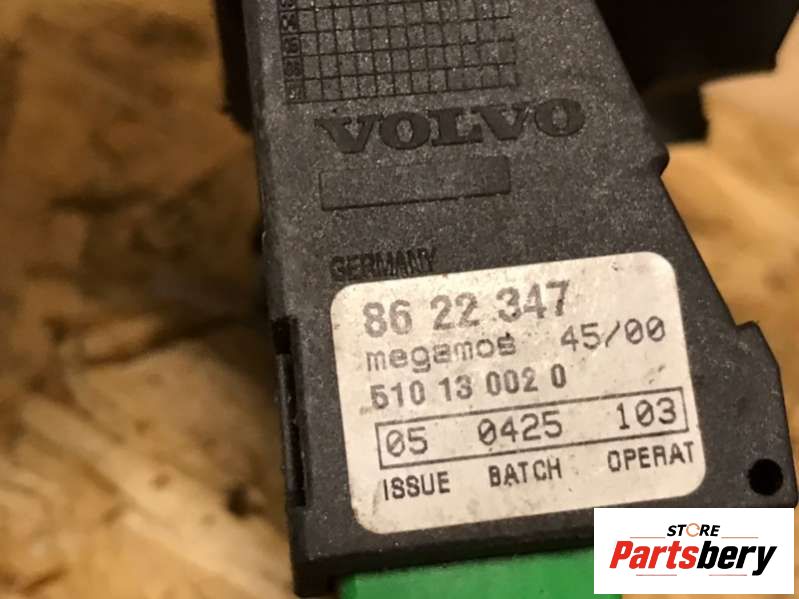 VOLVO
GERMANY
86 22 347
megamos 45/00
510 13 002 0
05 0425 103
ISSUE BATCH OPERAT
STORE
Partsbery